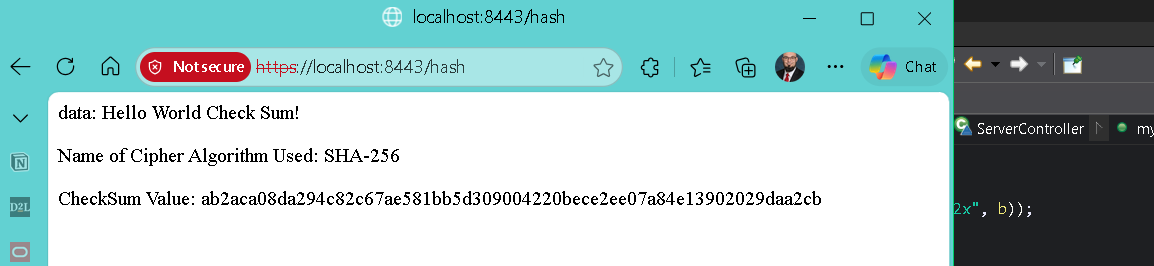 localhost:8443/hash
Not secure https://localhost:8443/hash Chat
data: Hello World Check Sum!
ServerController my
Name of Cipher Algorithm Used: SHA-256
CheckSum Value: ab2aca08da294c82c67ae581bb5d309004220bece2ee07a84e13902029daa2cb
2x", b));
D2L